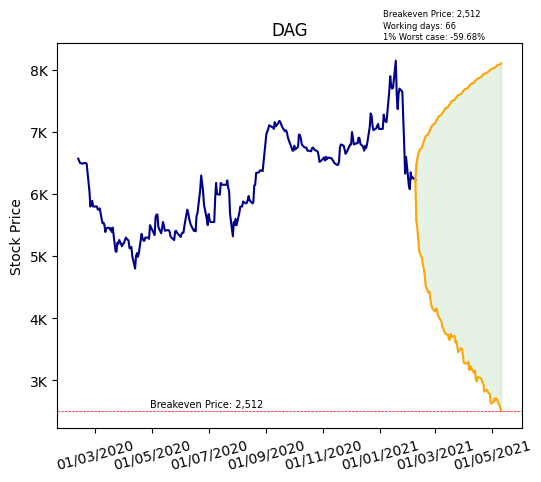 Breakeven Price: 2,512
Working days: 66
1% Worst case: -59.68%
DAG
Stock Price
8K
7K
6K
5K
4K
3K
Breakeven Price: 2,512
01/03/2020
01/05/2020
01/07/2020
01/09/2020
01/11/2020
01/01/2021
01/03/2021
01/05/2021